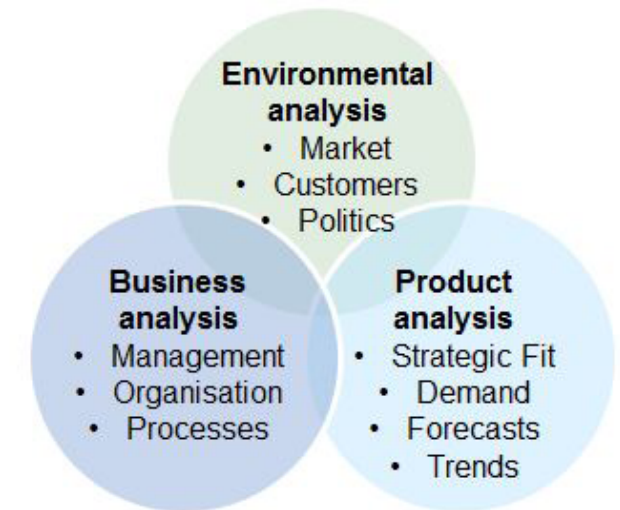 Environmental
analysis
• Market
• Customers
• Politics
Business
analysis
• Management
• Organisation
• Processes
Product
analysis
• Strategic Fit
• Demand
• Forecasts
• Trends